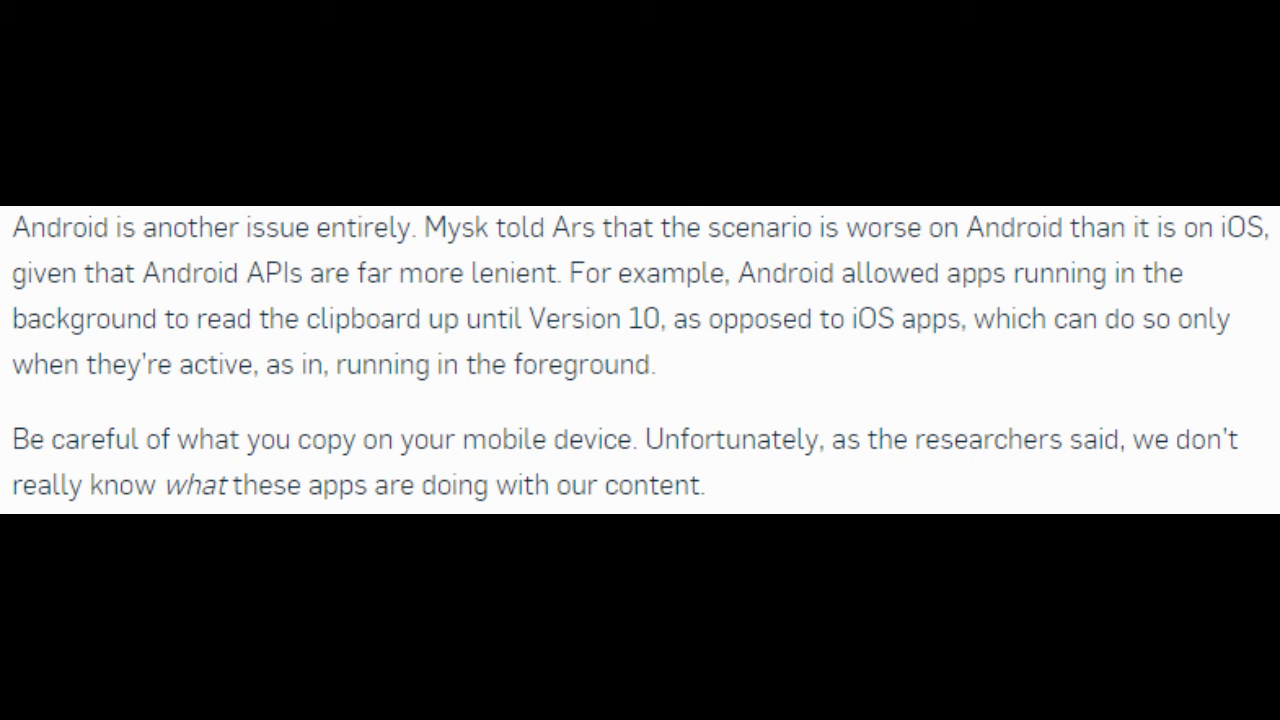 Android is another issue entirely. Mysk told Ars that the scenario is worse on Android than it is on iOS,
given that Android APIs are far more lenient. For example, Android allowed apps running in the
background to read the clipboard up until Version 10, as opposed to iOS apps, which can do so only
when they're active, as in, running in the foreground.
Be careful of what you copy on your mobile device. Unfortunately, as the researchers said, we don't
really know what these apps are doing with our content.